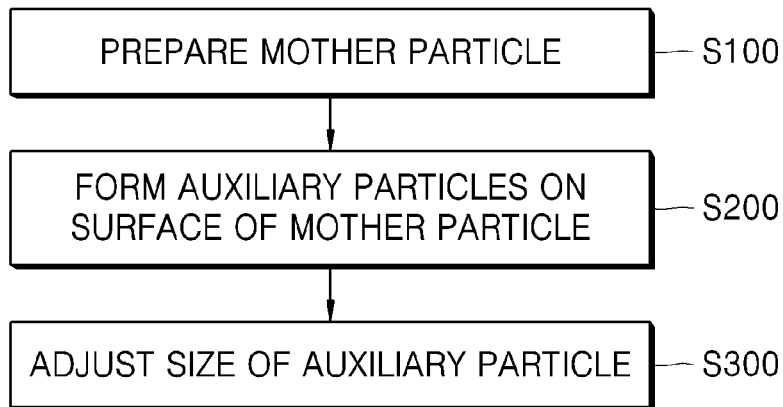 PREPARE MOTHER PARTICLE
S100
FORM AUXILIARY PARTICLES ON
SURFACE OF MOTHER PARTICLE
S200
ADJUST SIZE OF AUXILIARY PARTICLE
S300